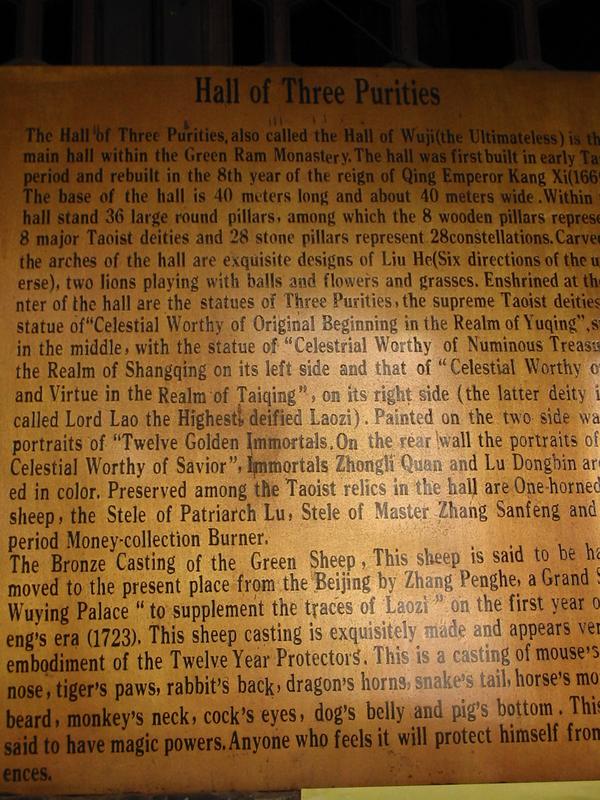 Hall of Three Purities
The Hall of Three Purities, also called the Hall of Wuji(the Ultimateless) is th
main hall within the Green Ram Monastery. The hall was first built in early Ta
period and rebuilt in the 8th year of the reign of Qing Emperor Kang Xi(166
The base of the hall is 40 meters long and about 40 meters wide. Within
hall stand 36 large round pillars, among which the 8 wooden pillars represe
8 major Taoist deities and 28 stone pillars represent 28constellations. Carve
the arches of the hall are exquisite designs of Liu He(Six directions of the u
erse), two lions playing with balls and flowers and grasses. Enshrined at th
nter of the hall are the statues of Three Purities, the supreme Taoist deities
statue of "Celestial Worthy of Original Beginning in the Realm of Yuqing", s
in the middle, with the statue of "Celestrial Worthy of Numinous Treas
the Realm of Shangqing on its left side and that of "Celestial Worthy o
and Virtue in the Realm of Taiqing", on its right side (the latter deity i
called Lord Lao the Highest, deified Laozi). Painted on the two side wa
portraits of "Twelve Golden Immortals. On the rear wall the portraits of
Celestial Worthy of Savior", Immortals Zhongli Quan and Lu Dongbin ar
ed in color. Preserved among the Taoist relics in the hall are One-horned
sheep, the Stele of Patriarch Lu, Stele of Master Zhang Sanfeng and
period Money-collection Burner.
The Bronze Casting of the Green Sheep, This sheep is said to be ha
moved to the present place from the Beijing by Zhang Penghe, a Grand S
Wuying Palace "to supplement the traces of Laozi" on the first year o
eng's era (1723). This sheep casting is exquisitely made and appears ver
embodiment of the Twelve Year Protectors. This is a casting of mouse's
nose, tiger's paws, rabbit's back, dragon's horns, snake's tail, horse's mo
beard, monkey's neck, cock's eyes, dog's belly and pig's bottom. This
said to have magic powers. Anyone who feels it will protect himself from
ences.